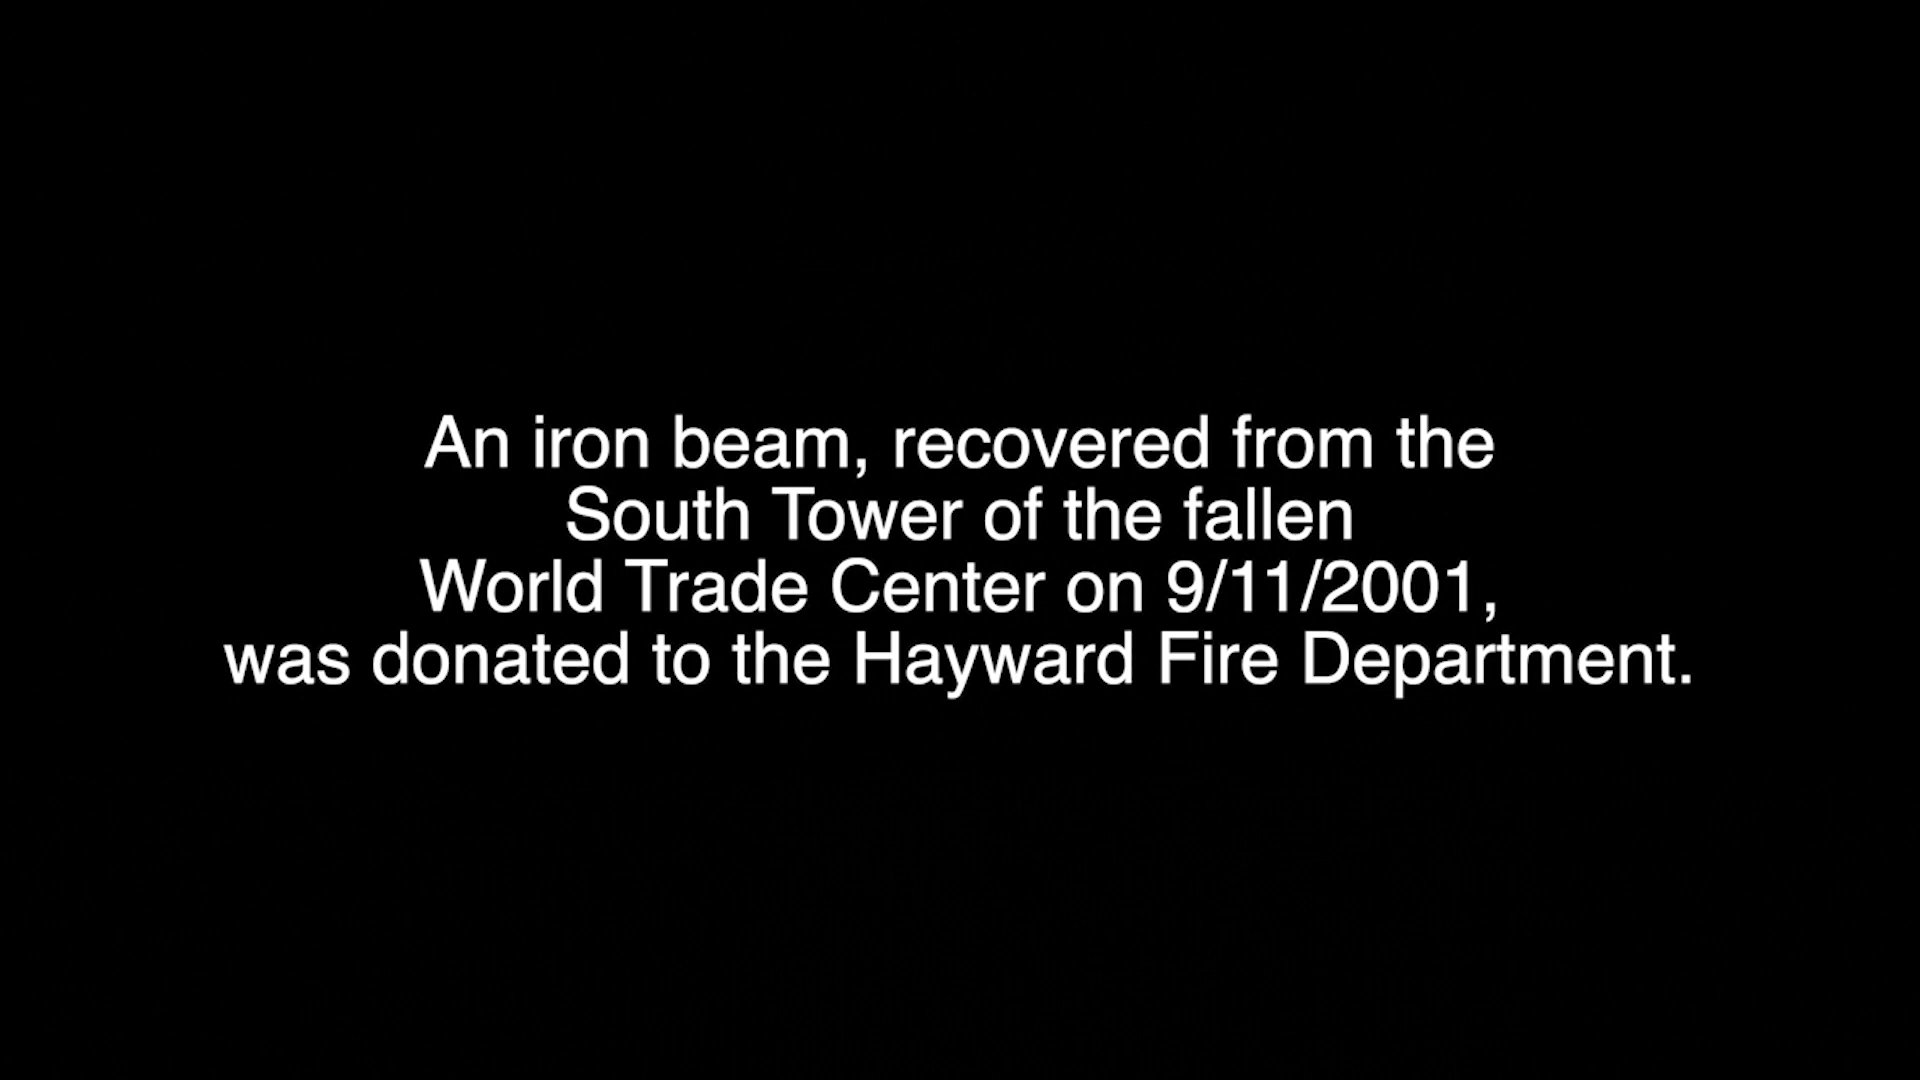 An iron beam, recovered from the
South Tower of the fallen
World Trade Center on 9/11/2001,
was donated to the Hayward Fire Department.